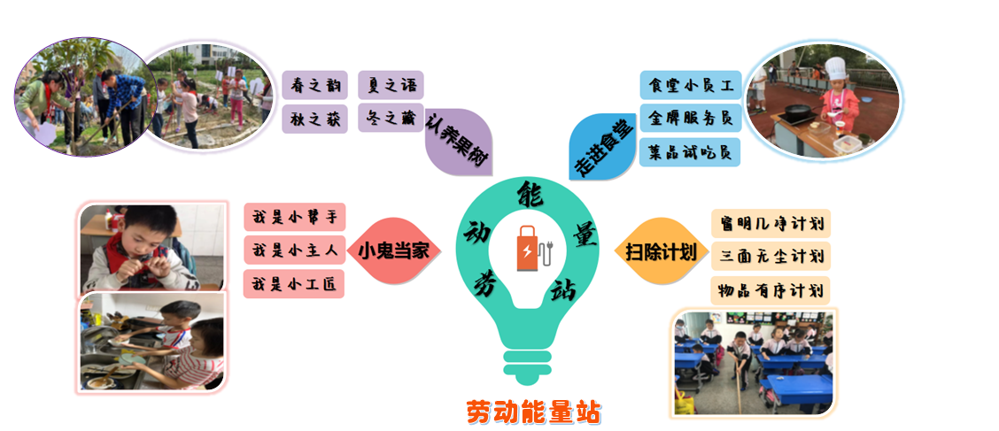 春之韵
夏之语
秋之获
冬之藏
认养果树
食堂小员工
金牌服务员
菜品试吃员
走进食堂
我是小帮手
我是小主人
我是小工匠
小鬼当家
劳动能量站
扫除计划
窗明几净计划
三面无尘计划
物品有序计划
劳动能量站